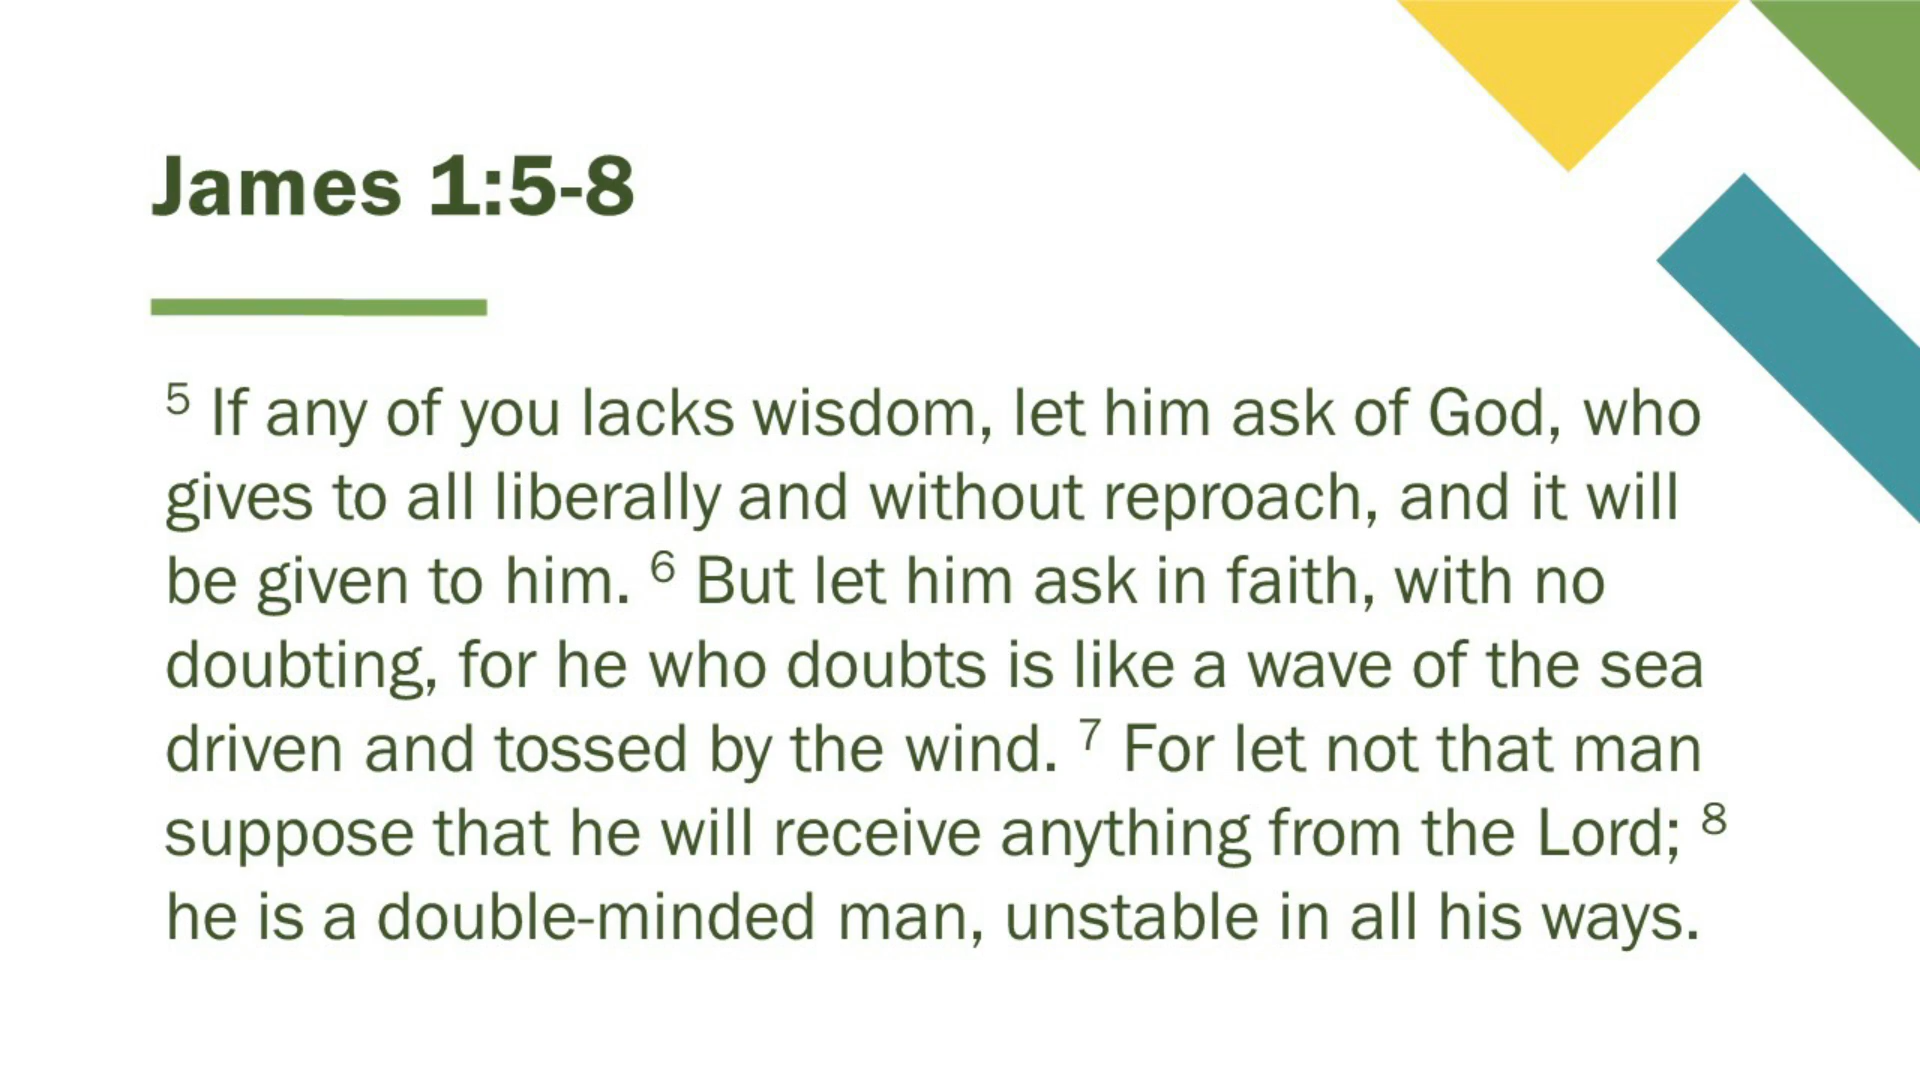 James 1:5-8
5 If any of you lacks wisdom, let him ask of God, who
gives to all liberally and without reproach, and it will
be given to him. 6 But let him ask in faith, with no
doubting, for he who doubts is like a wave of the sea
driven and tossed by the wind. 7 For let not that man
suppose that he will receive anything from the Lord; 8
he is a double-minded man, unstable in all his ways.